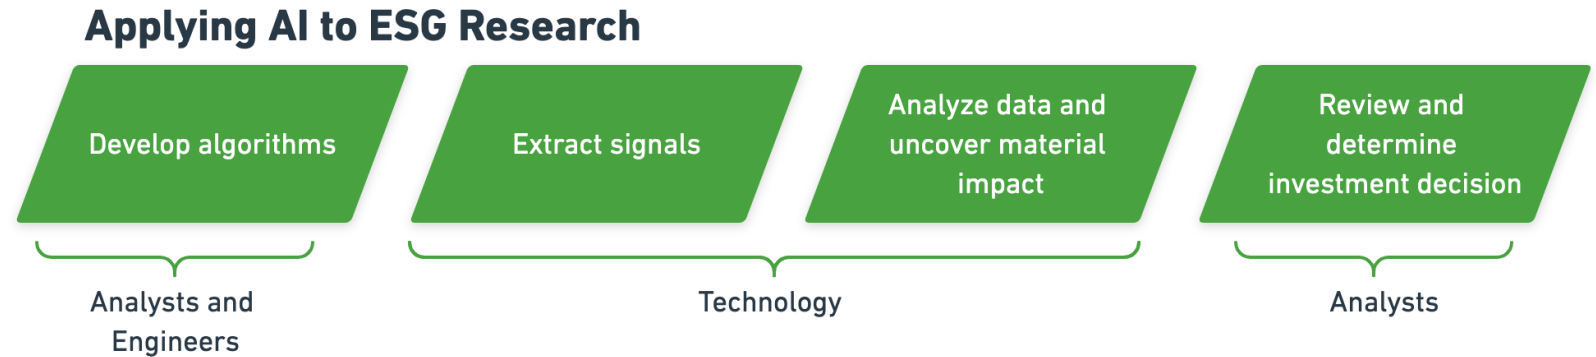 Applying AI to ESG Research
Develop algorithms
Extract signals
Analyze data and
uncover material
impact
Review and
determine
investment decision
Analysts and
Engineers
Technology
Analysts